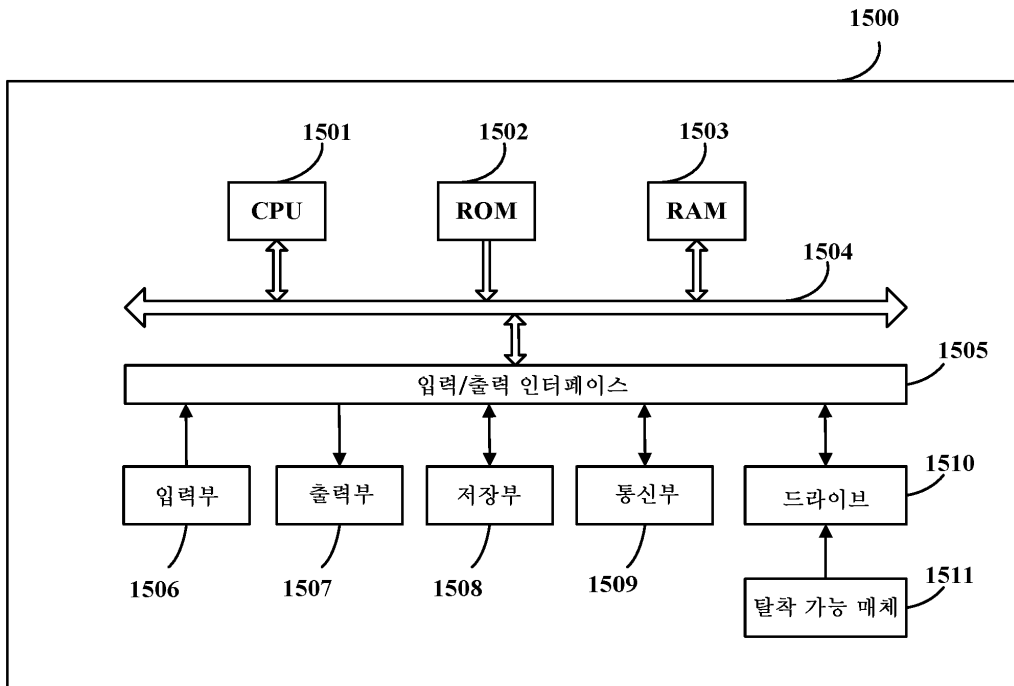 1500
1501
1502
1503
CPU
ROM
RAM
1504
1505
입력/출력 인터페이스
입력부
출력부
저장부
통신부
드라이브
1510
1506
1507
1508
1509
탈착 가능 매체
1511